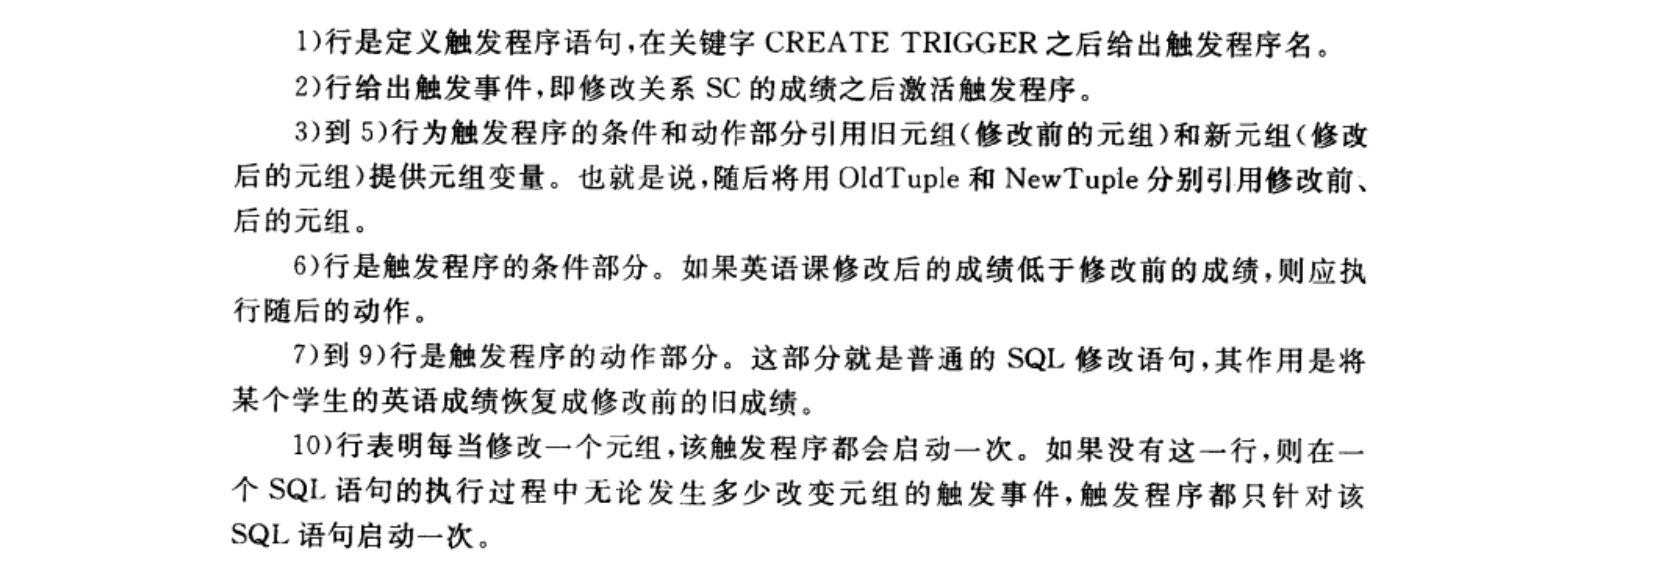 1)行是定义触发程序语句,在关键字 CREATE TRIGGER 之后给出触发程序名。
2)行给出触发事件,即修改关系 SC 的成绩之后激活触发程序。
3)到 5)行为触发程序的条件和动作部分引用旧元组(修改前的元组)和新元组(修改
后的元组)提供元组变量。也就是说,随后将用 OldTuple 和 NewTuple 分别引用修改前、
后的元组。
6)行是触发程序的条件部分。如果英语课修改后的成绩低于修改前的成绩,则应执
行随后的动作。
7)到 9)行是触发程序的动作部分。这部分就是普通的 SQL 修改语句,其作用是将
某个学生的英语成绩恢复成修改前的旧成绩。
10)行表明每当修改一个元组,该触发程序都会启动一次。如果没有这一行,则在一
个 SQL 语句的执行过程中无论发生多少改变元组的触发事件,触发程序都只针对该
SQL 语句启动一次。